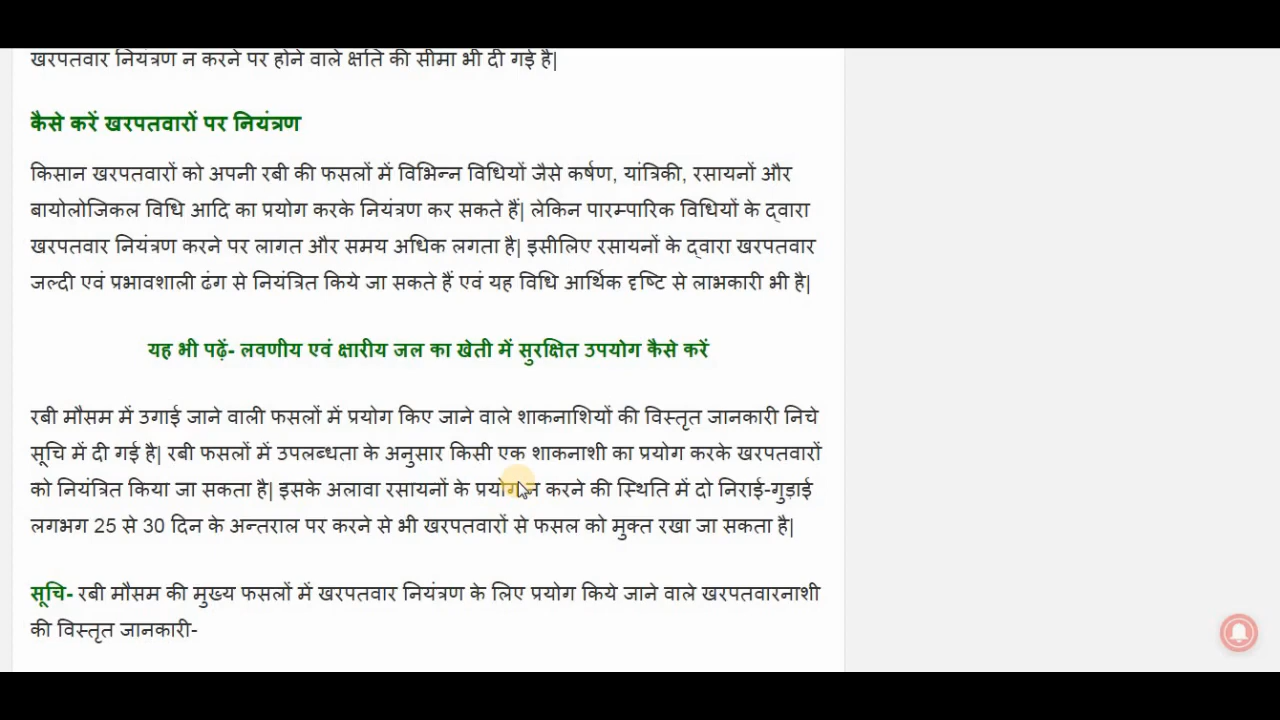 खरपतवार नियंत्रण न करने पर होने वाले क्षति की सीमा भी दी गई है|
कैसे करें खरपतवारों पर नियंत्रण
किसान खरपतवारों को अपनी रबी की फसलों में विभिन्न विधियों जैसे कर्षण, यांत्रिकी, रसायनों और
बायोलोजिकल विधि आदि का प्रयोग करके नियंत्रण कर सकते हैं| लेकिन पारम्पारिक विधियों के द्वारा
खरपतवार नियंत्रण करने पर लागत और समय अधिक लगता है| इसीलिए रसायनों के द्वारा खरपतवार
जल्दी एवं प्रभावशाली ढंग से नियंत्रित किये जा सकते हैं एवं यह विधि आर्थिक दृष्टि से लाभकारी भी है|
यह भी पढ़ें- लवणीय एवं क्षारीय जल का खेती में सुरक्षित उपयोग कैसे करें
रबी मौसम में उगाई जाने वाली फसलों में प्रयोग किए जाने वाले शाकनाशियों की विस्तृत जानकारी निचे
सूचि में दी गई है| रबी फसलों में उपलब्धता के अनुसार किसी एक शाकनाशी का प्रयोग करके खरपतवारों
को नियंत्रित किया जा सकता है| इसके अलावा रसायनों के प्रयोग न करने की स्थिति में दो निराई-गुड़ाई
लगभग 25 से 30 दिन के अन्तराल पर करने से भी खरपतवारों से फसल को मुक्त रखा जा सकता है|
सूचि- रबी मौसम की मुख्य फसलों में खरपतवार नियंत्रण के लिए प्रयोग किये जाने वाले खरपतवारनाशी
की विस्तृत जानकारी-